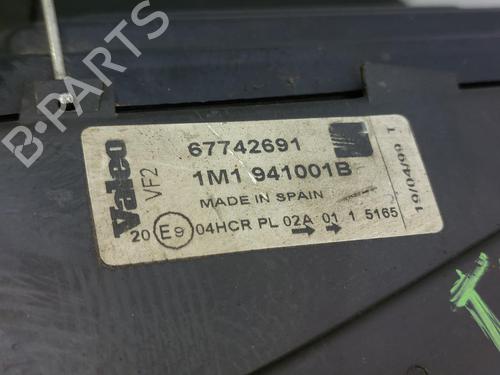 B-PARTS
Valeo
VF2
67742691
1M1 941001B
MADE IN SPAIN
20 E9 04HCR PL 02A 01 1 5165
19/04/99 T